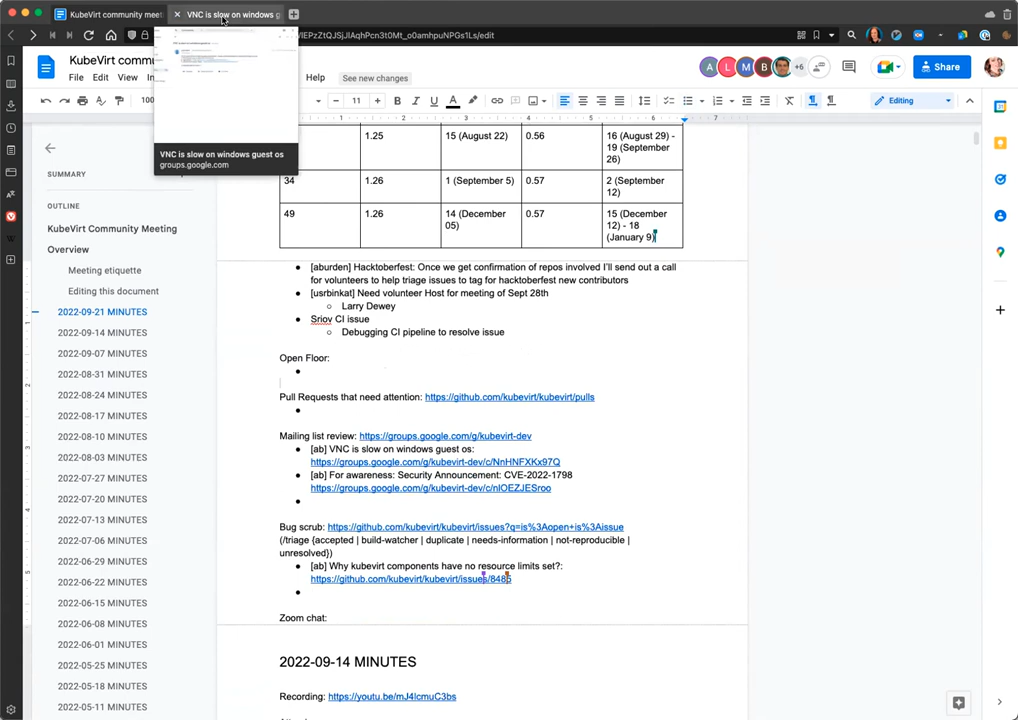 KubeVirt community meet
VNC is slow on windows g
lEPzZtQJSjIAqhPcn3t0Mt_o0amhpuNPGs1Ls/edit
KubeVirt commu
File
Edit
View
Help
See new changes
+6
Share
100
11
Editing
VNC is slow on windows guest os
groups.google.com
SUMMARY
OUTLINE
KubeVirt Community Meeting
Overview
Meeting etiquette
Editing this document
2022-09-21 MINUTES
2022-09-14 MINUTES
2022-09-07 MINUTES
2022-08-31 MINUTES
2022-08-24 MINUTES
2022-08-17 MINUTES
2022-08-10 MINUTES
2022-08-03 MINUTES
2022-07-27 MINUTES
2022-07-20 MINUTES
2022-07-13 MINUTES
2022-07-06 MINUTES
2022-06-29 MINUTES
2022-06-22 MINUTES
2022-06-15 MINUTES
2022-06-08 MINUTES
2022-06-01 MINUTES
2022-05-25 MINUTES
2022-05-18 MINUTES
2022-05-11 MINUTES
1.25
15 (August 22)
0.56
16 (August 29) -
19 (September
26)
34
1.26
1 (September 5)
0.57
2 (September
12)
49
1.26
14 (December
05)
0.57
15 (December
12) - 18
(January 9)
[aburden] Hacktoberfest: Once we get confirmation of repos involved I'll send out a call
for volunteers to help triage issues to tag for hacktoberfest new contributors
[usrbinkat] Need volunteer Host for meeting of Sept 28th
Larry Dewey
Sriov CI issue
Debugging CI pipeline to resolve issue
Open Floor:
Pull Requests that need attention: https://github.com/kubevirt/kubevirt/pulls
Mailing list review: https://groups.google.com/g/kubevirt-dev
[ab] VNC is slow on windows guest os:
https://groups.google.com/g/kubevirt-dev/c/NnHNFXKx97Q
[ab] For awareness: Security Announcement: CVE-2022-1798
https://groups.google.com/g/kubevirt-dev/c/nIOEZJESroo
Bug scrub: https://github.com/kubevirt/kubevirt/issues?q=is%3Aopen+is%3Aissue
(/triage {accepted | build-watcher | duplicate | needs-information | not-reproducible |
unresolved})
[ab] Why kubevirt components have no resource limits set?:
https://github.com/kubevirt/kubevirt/issues/8485
Zoom chat:
2022-09-14 MINUTES
Recording: https://youtu.be/mJ4lcmuC3bs